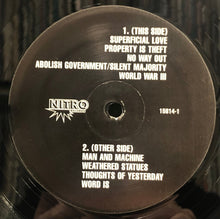 1. (THIS SIDE)
SUPERFICIAL LOVE
PROPERTY IS THEFT
NO WAY OUT
ABOLISH GOVERNMENT/SILENT MAJORITY
WORLD WAR III
NITRO
15814-1
2. (OTHER SIDE)
MAN AND MACHINE
WEATHERED STATUES
THOUGHTS OF YESTERDAY
WORD IS